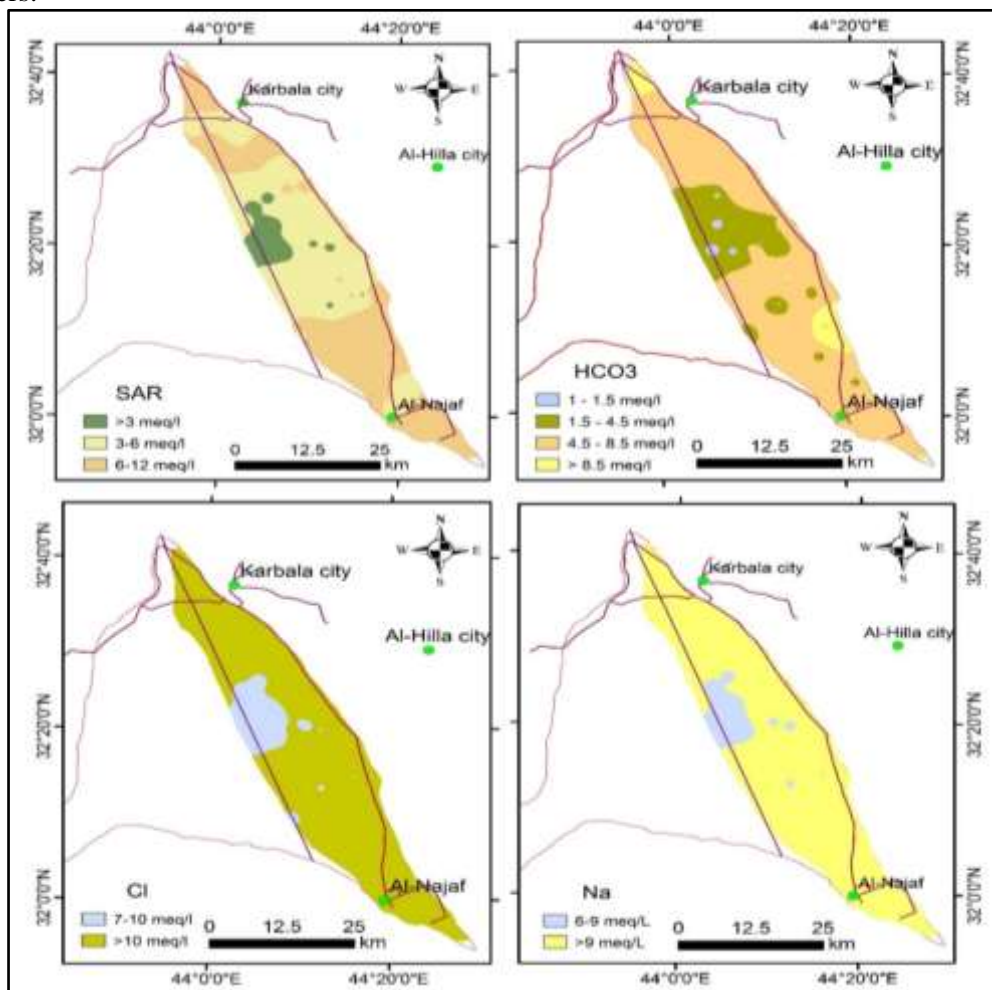 ers.
44°0'0"E 44°20'0"E
32°40'0"N
32°20'0"N
32°0'0"N
N
W E
S
Karbala city
Al-Hilla city
Al-Najaf
SAR
>3 meq/l
3-6 meq/l
6-12 meq/l
0 12.5 25
km
44°0'0"E 44°20'0"E
N
W E
S
Karbala city
Al-Hilla city
Al-Najaf
HCO3
1 - 1.5 meq/l
1.5 - 4.5 meq/l
4.5 - 8.5 meq/l
> 8.5 meq/l
0 12.5 25
km
32°40'0"N
32°20'0"N
32°0'0"N
32°40'0"N
32°20'0"N
32°0'0"N
N
W E
S
Karbala city
Al-Hilla city
Al-Najaf
Cl
7-10 meq/l
>10 meq/l
0 12.5 25
km
44°0'0"E 44°20'0"E
N
W E
S
Karbala city
Al-Hilla city
Al-Najaf
Na
6-9 meq/L
>9 meq/L
0 12.5 25
km
32°40'0"N
32°20'0"N
32°0'0"N
44°0'0"E 44°20'0"E